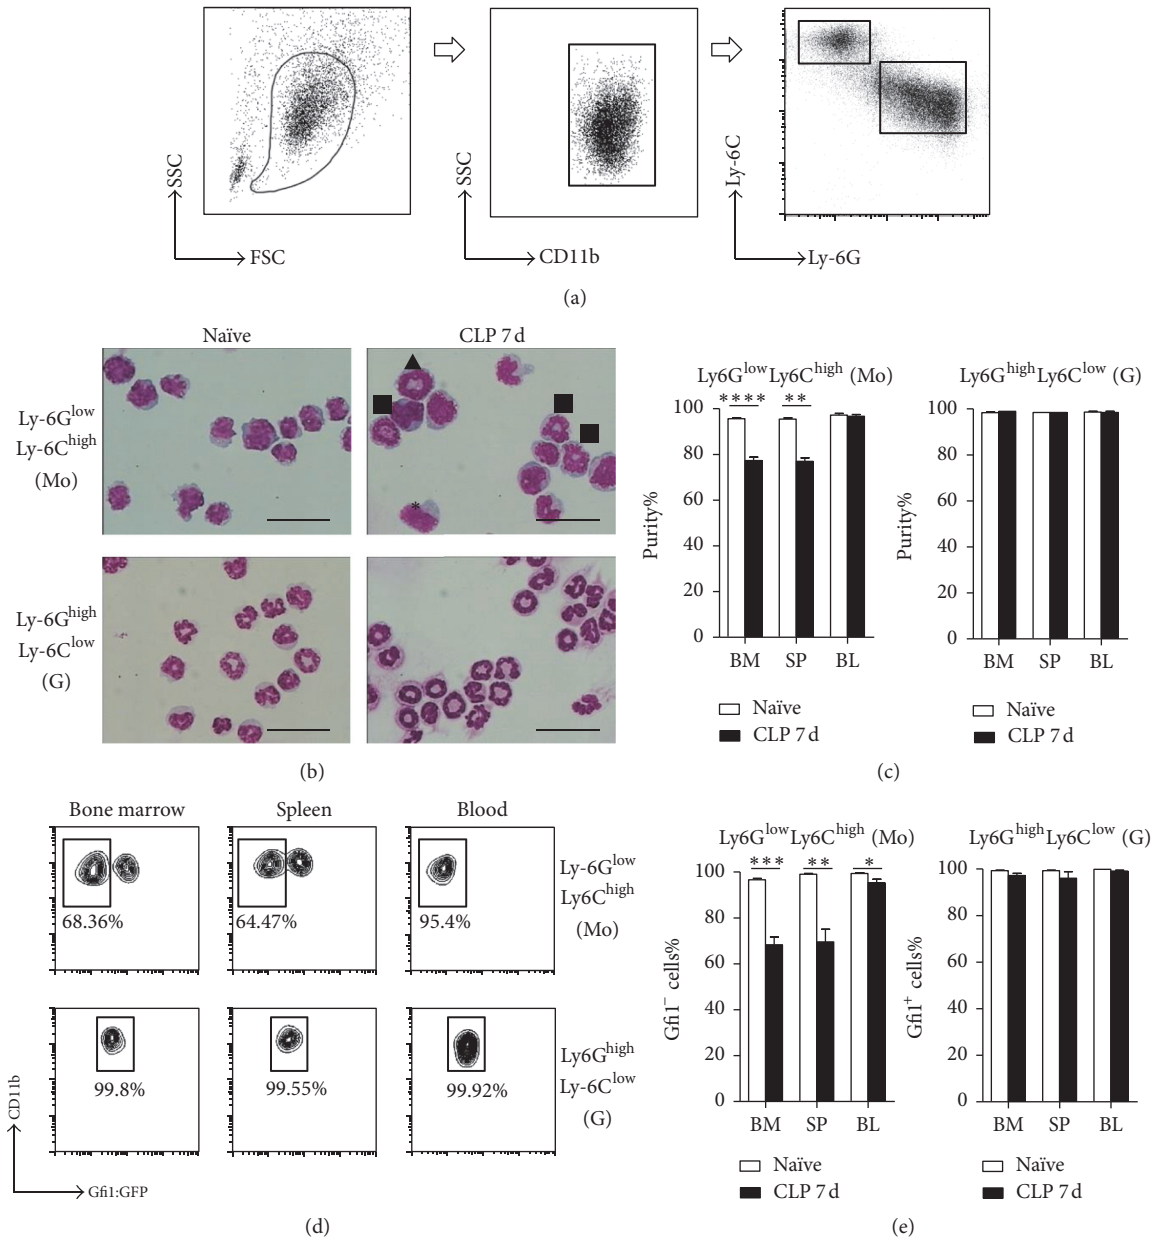 SSC
FSC
SSC
CD11b
Ly-6C
Ly-6G
(a)
Naïve
CLP 7 d
Ly-6G^low
Ly-6C^high
(Mo)
*
Ly-6G^high
Ly-6C^low
(G)
(b)
Ly6G^low Ly6C^high (Mo)
**** **
100
80
60
40
20
0
Purity%
BM SP BL
Naïve
CLP 7 d
Ly6G^high Ly6C^low (G)
100
80
60
40
20
0
Purity%
BM SP BL
Naïve
CLP 7 d
(c)
Bone marrow Spleen Blood
68.36% 64.47% 95.4%
Ly-6G^low
Ly6C^high
(Mo)
99.8% 99.55% 99.92%
Ly6G^high
Ly-6C^low
(G)
CD11b
Gfi1:GFP
(d)
Ly6G^low Ly6C^high (Mo)
*** ** *
100
80
60
40
20
0
Gfi1^− cells%
BM SP BL
Naïve
CLP 7 d
Ly6G^high Ly6C^low (G)
100
80
60
40
20
0
Gfi1^+ cells%
BM SP BL
Naïve
CLP 7 d
(e)